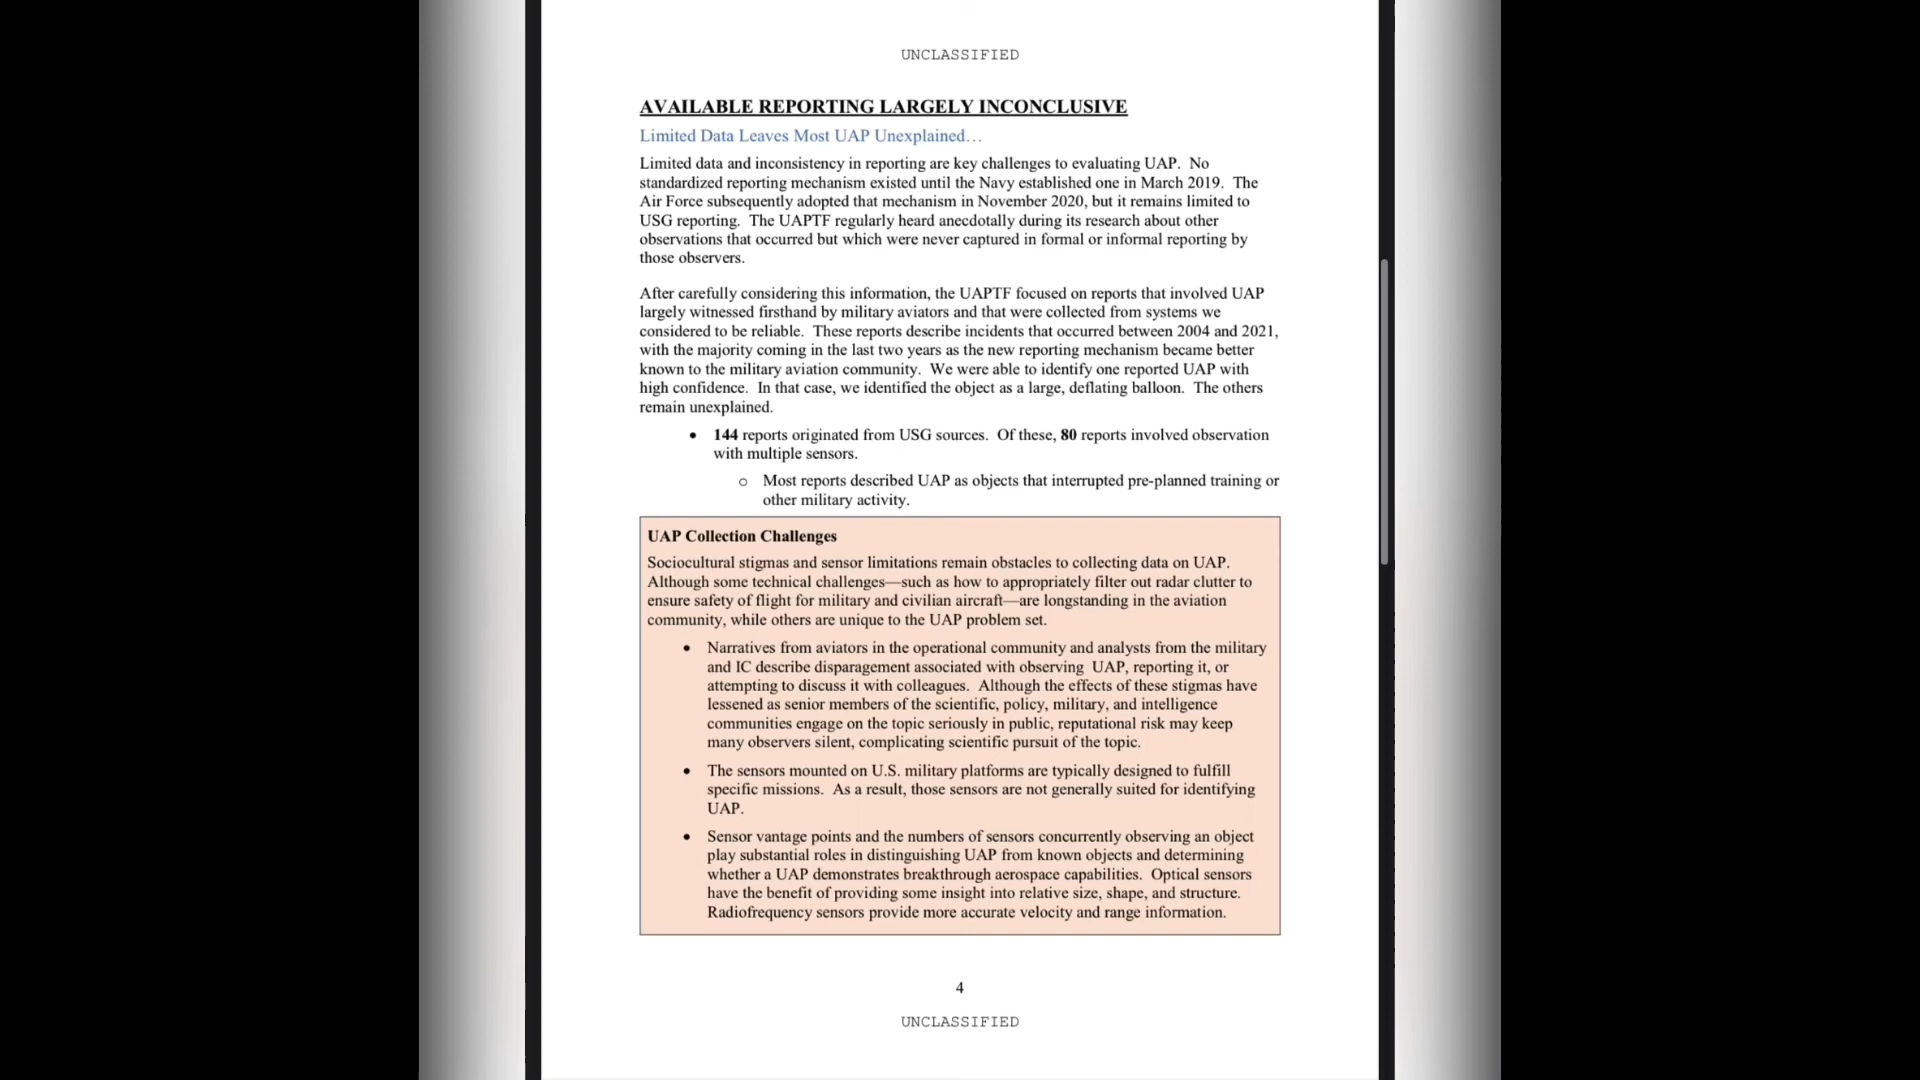 UNCLASSIFIED
AVAILABLE REPORTING LARGELY INCONCLUSIVE
Limited Data Leaves Most UAP Unexplained…
Limited data and inconsistency in reporting are key challenges to evaluating UAP.  No
standardized reporting mechanism existed until the Navy established one in March 2019.  The
Air Force subsequently adopted that mechanism in November 2020, but it remains limited to
USG reporting.  The UAPTF regularly heard anecdotally during its research about other
observations that occurred but which were never captured in formal or informal reporting by
those observers.
After carefully considering this information, the UAPTF focused on reports that involved UAP
largely witnessed firsthand by military aviators and that were collected from systems we
considered to be reliable.  These reports describe incidents that occurred between 2004 and 2021,
with the majority coming in the last two years as the new reporting mechanism became better
known to the military aviation community.  We were able to identify one reported UAP with
high confidence.  In that case, we identified the object as a large, deflating balloon.  The others
remain unexplained.
• 144 reports originated from USG sources.  Of these, 80 reports involved observation
with multiple sensors.
o Most reports described UAP as objects that interrupted pre-planned training or
other military activity.
UAP Collection Challenges
Sociocultural stigmas and sensor limitations remain obstacles to collecting data on UAP.
Although some technical challenges—such as how to appropriately filter out radar clutter to
ensure safety of flight for military and civilian aircraft—are longstanding in the aviation
community, while others are unique to the UAP problem set.
• Narratives from aviators in the operational community and analysts from the military
and IC describe disparagement associated with observing  UAP, reporting it, or
attempting to discuss it with colleagues.  Although the effects of these stigmas have
lessened as senior members of the scientific, policy, military, and intelligence
communities engage on the topic seriously in public, reputational risk may keep
many observers silent, complicating scientific pursuit of the topic.
• The sensors mounted on U.S. military platforms are typically designed to fulfill
specific missions.  As a result, those sensors are not generally suited for identifying
UAP.
• Sensor vantage points and the numbers of sensors concurrently observing an object
play substantial roles in distinguishing UAP from known objects and determining
whether a UAP demonstrates breakthrough aerospace capabilities.  Optical sensors
have the benefit of providing some insight into relative size, shape, and structure.
Radiofrequency sensors provide more accurate velocity and range information.
4
UNCLASSIFIED